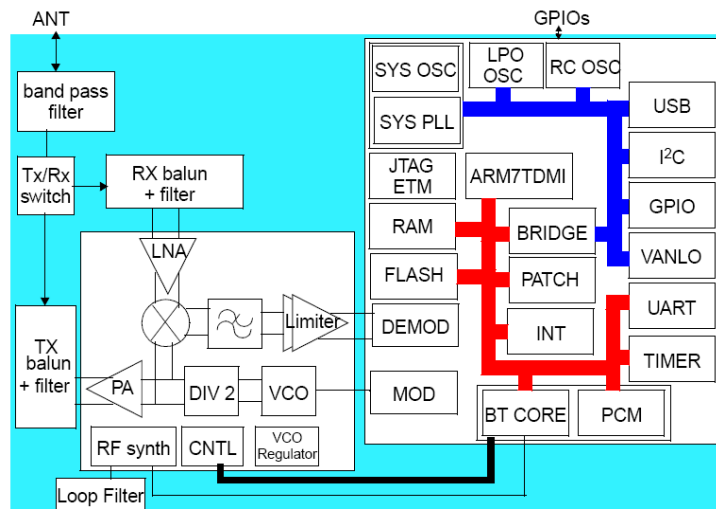 ANT
GPIOs
band pass
filter
Tx/Rx
switch
RX balun
+ filter
LNA
Limiter
TX
balun
+ filter
PA
DIV 2
VCO
RF synth
CNTL
VCO
Regulator
Loop Filter
SYS OSC
SYS PLL
LPO
OSC
RC OSC
JTAG
ETM
ARM7TDMI
RAM
BRIDGE
FLASH
PATCH
DEMOD
INT
MOD
BT CORE
PCM
USB
I²C
GPIO
VANLO
UART
TIMER